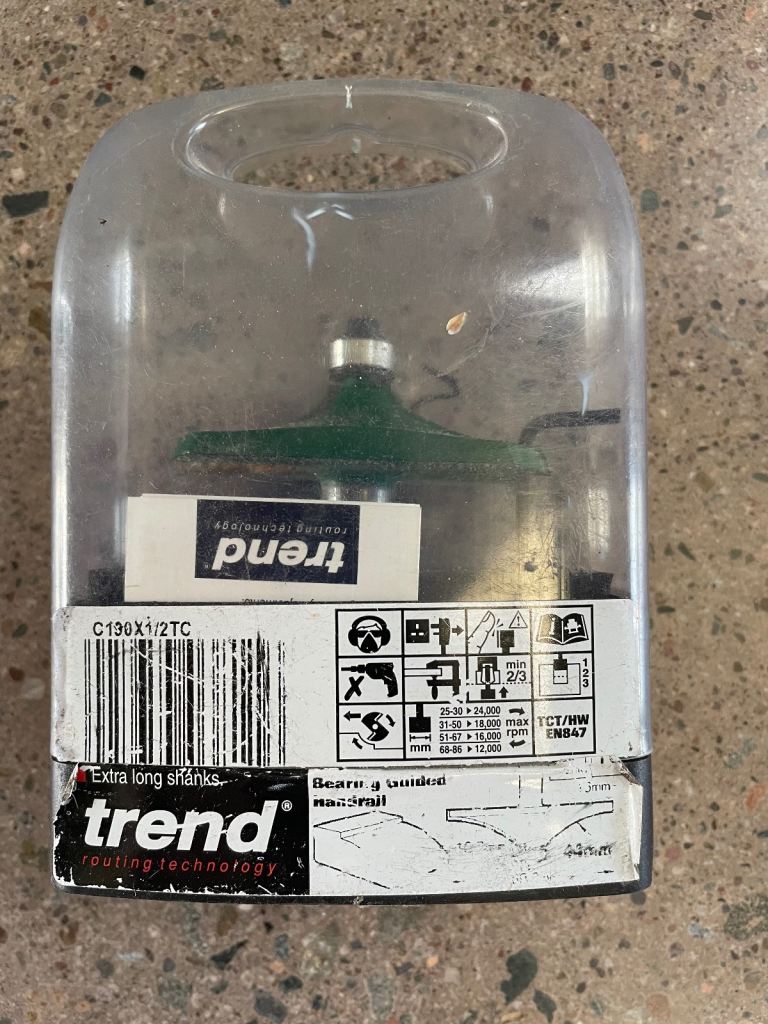 trend
routing technology
C190X1/2TC
min
2/3
1
2
3
25-30 ▸ 24,000
31-50 ▸ 18,000
51-67 ▸ 16,000
68-86 ▸ 12,000
max
rpm
mm
TCT/HW
EN847
Extra long shanks.
trend®
routing technology
Bearing Guided
Handrail
mm